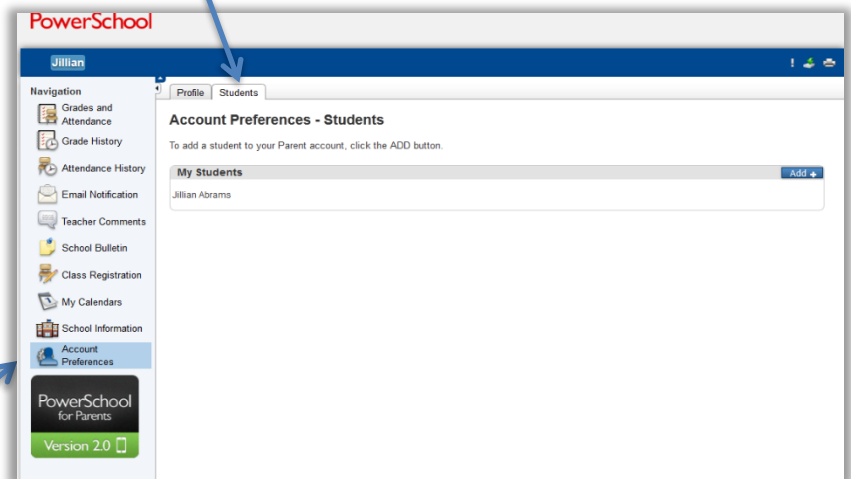 PowerSchool
Jillian
!
Navigation
Grades and
Attendance
Grade History
Attendance History
Email Notification
Teacher Comments
School Bulletin
Class Registration
My Calendars
School Information
Account
Preferences
PowerSchool
for Parents
Version 2.0
Profile
Students
Account Preferences - Students
To add a student to your Parent account, click the ADD button.
My Students
Add +
Jillian Abrams